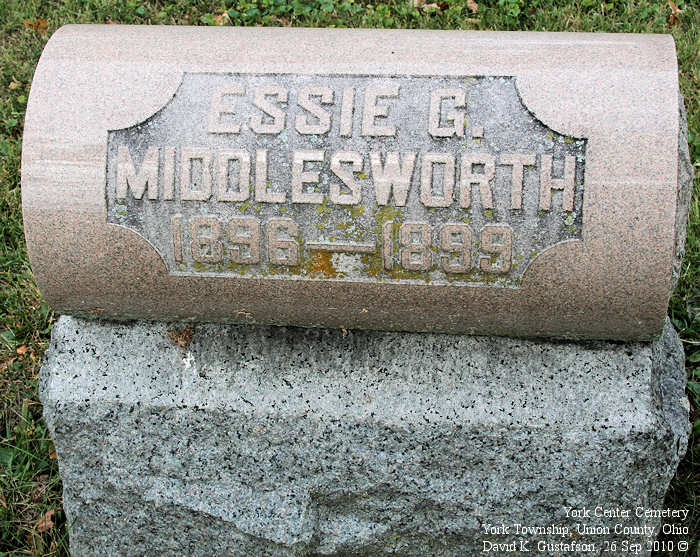 ESSIE G.
MIDDLESWORTH
1896—1899
York Center Cemetery
York Township, Union County, Ohio
David K. Gustafson, 26 Sep 2010 ©